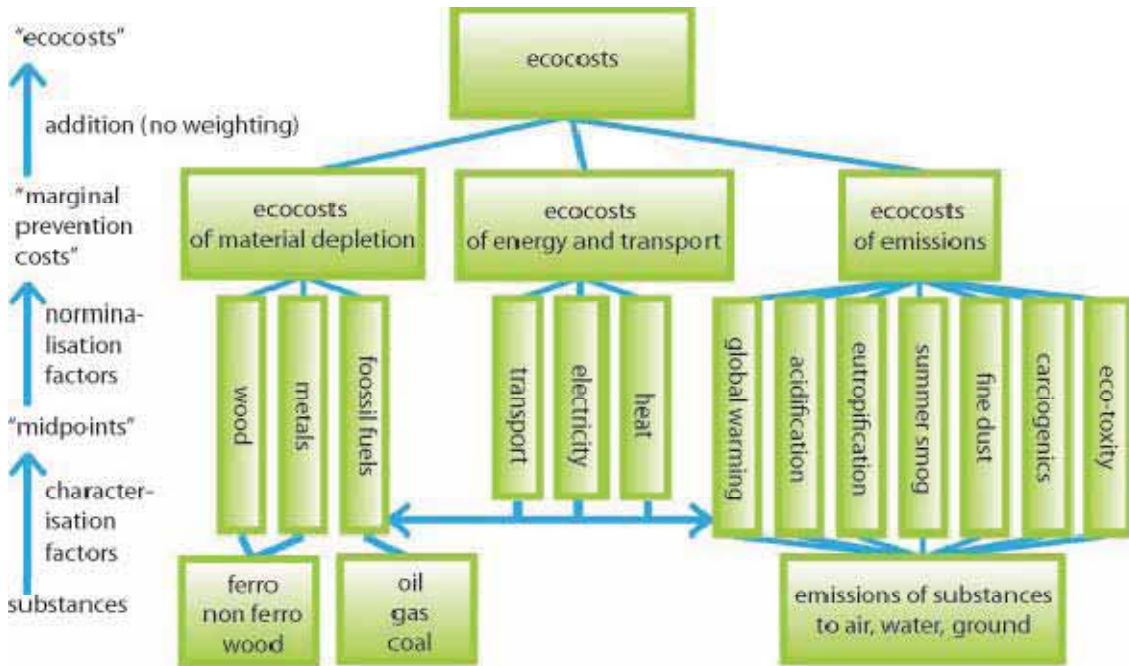 "ecocosts"
addition (no weighting)
"marginal
prevention
costs"
normina-
lisation
factors
"midpoints"
character-
isation
factors
substances
ecocosts
ecocosts
of material depletion
ecocosts
of energy and transport
ecocosts
of emissions
wood
metals
foossil fuels
transport
electricity
heat
global warming
acidification
eutropification
summer smog
fine dust
carciogenics
eco-toxity
ferro
non ferro
wood
oil
gas
coal
emissions of substances
to air, water, ground